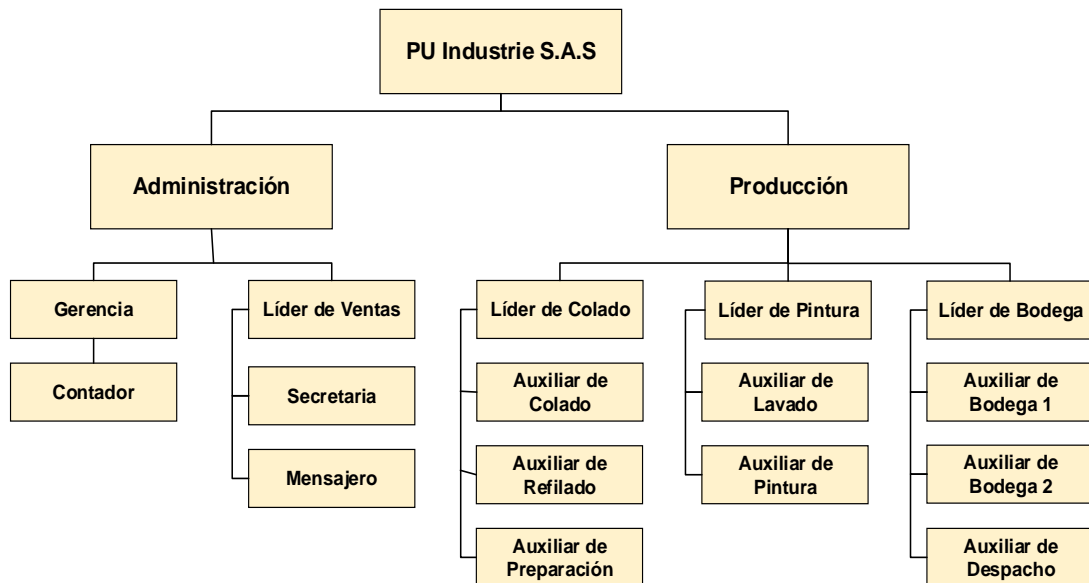 PU Industrie S.A.S
Administración
Producción
Gerencia
Líder de Ventas
Líder de Colado
Líder de Pintura
Líder de Bodega
Contador
Secretaria
Auxiliar de
Colado
Auxiliar de
Lavado
Auxiliar de
Bodega 1
Mensajero
Auxiliar de
Refilado
Auxiliar de
Pintura
Auxiliar de
Bodega 2
Auxiliar de
Preparación
Auxiliar de
Despacho